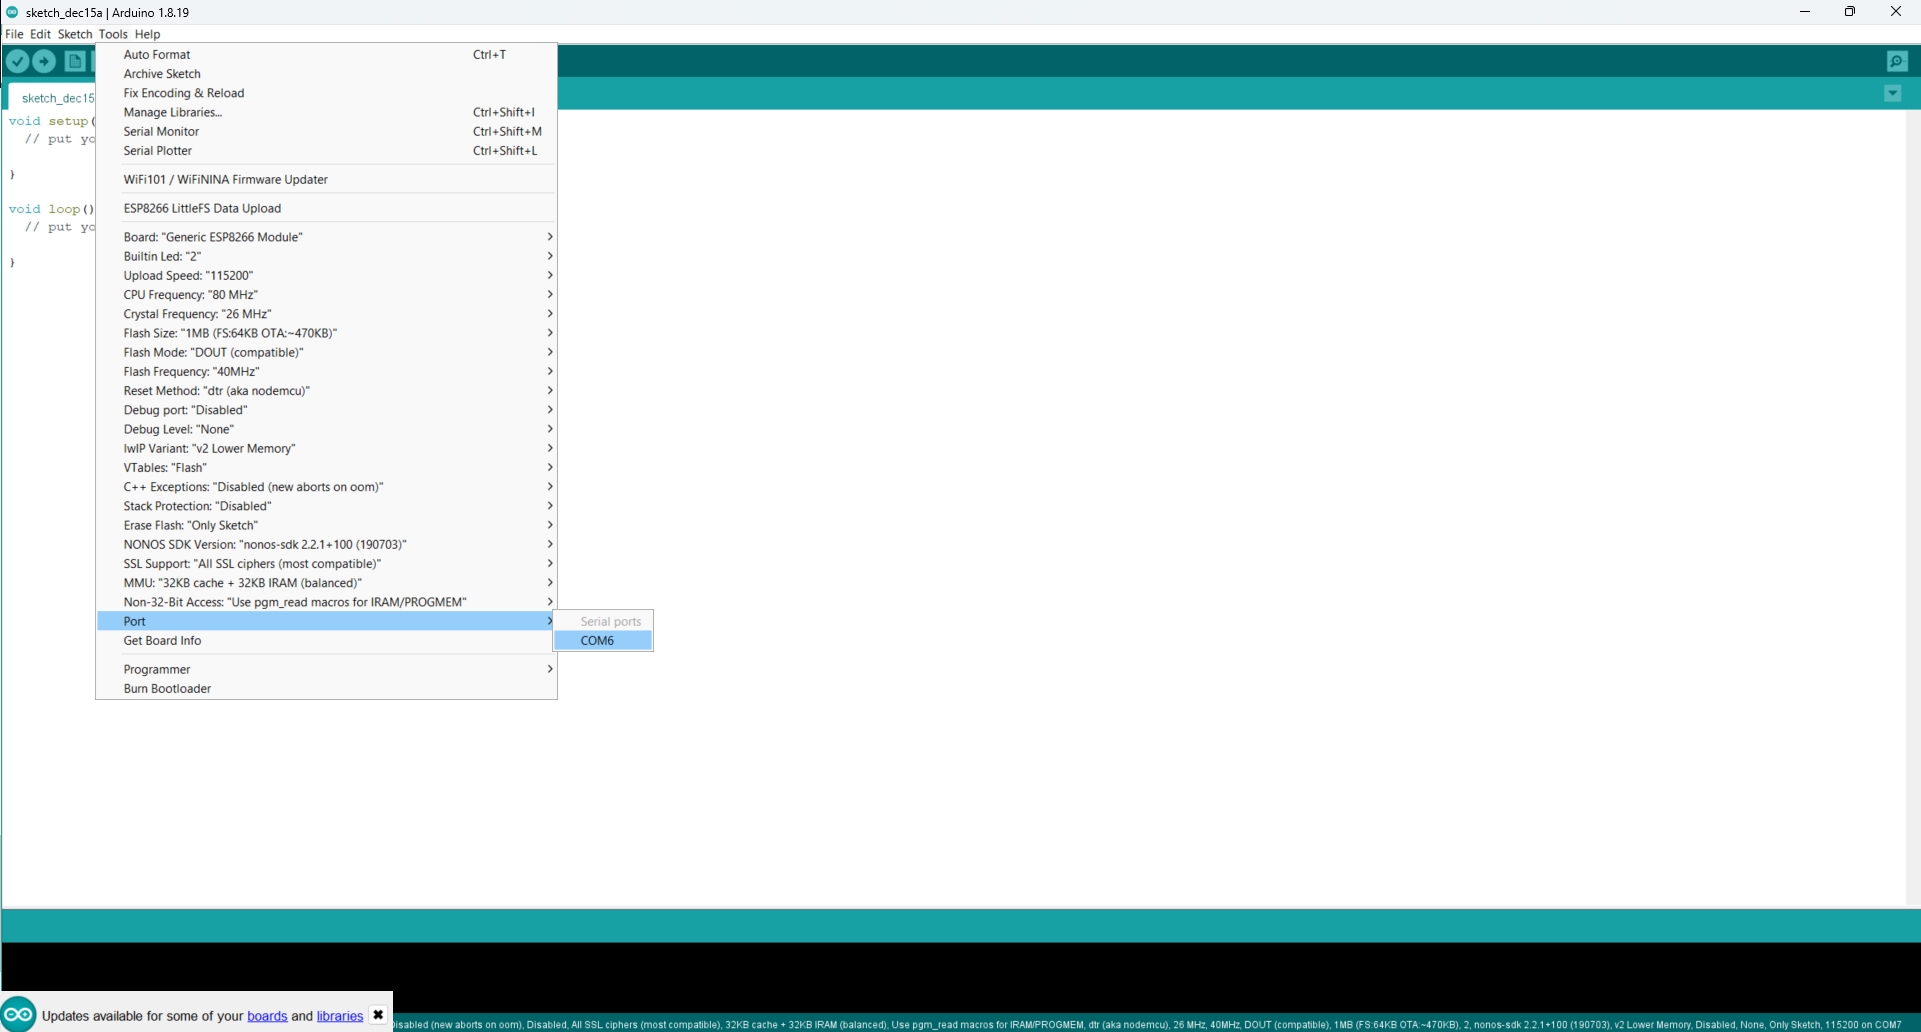 sketch_dec15a | Arduino 1.8.19
File Edit Sketch Tools Help
sketch_dec15
void setup(
// put yo
}
void loop()
// put yo
}
Auto Format Ctrl+T
Archive Sketch
Fix Encoding & Reload
Manage Libraries... Ctrl+Shift+I
Serial Monitor Ctrl+Shift+M
Serial Plotter Ctrl+Shift+L
WiFi101 / WiFiNINA Firmware Updater
ESP8266 LittleFS Data Upload
Board: "Generic ESP8266 Module"
Builtin Led: "2"
Upload Speed: "115200"
CPU Frequency: "80 MHz"
Crystal Frequency: "26 MHz"
Flash Size: "1MB (FS:64KB OTA:~470KB)"
Flash Mode: "DOUT (compatible)"
Flash Frequency: "40MHz"
Reset Method: "dtr (aka nodemcu)"
Debug port: "Disabled"
Debug Level: "None"
lwIP Variant: "v2 Lower Memory"
VTables: "Flash"
C++ Exceptions: "Disabled (new aborts on oom)"
Stack Protection: "Disabled"
Erase Flash: "Only Sketch"
NONOS SDK Version: "nonos-sdk 2.2.1+100 (190703)"
SSL Support: "All SSL ciphers (most compatible)"
MMU: "32KB cache + 32KB IRAM (balanced)"
Non-32-Bit Access: "Use pgm_read macros for IRAM/PROGMEM"
Port
Serial ports
COM6
Get Board Info
Programmer
Burn Bootloader
Updates available for some of your boards and libraries
isabled (new aborts on oom), Disabled, All SSL ciphers (most compatible), 32KB cache + 32KB IRAM (balanced), Use pgm_read macros for IRAM/PROGMEM, dtr (aka nodemcu), 26 MHz, 40MHz, DOUT (compatible), 1MB (FS:64KB OTA:~470KB), 2, nonos-sdk 2.2.1+100 (190703), v2 Lower Memory, Disabled, None, Only Sketch, 115200 on COM7